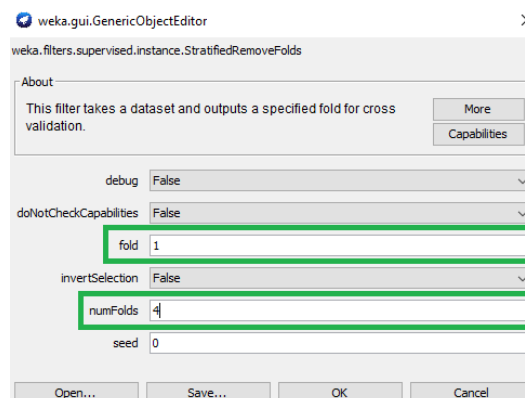 weka.gui.GenericObjectEditor
weka.filters.supervised.instance.StratifiedRemoveFolds
About
This filter takes a dataset and outputs a specified fold for cross
validation.
More
Capabilities
debug False
doNotCheckCapabilities False
fold 1
invertSelection False
numFolds 4
seed 0
Open... Save... OK Cancel